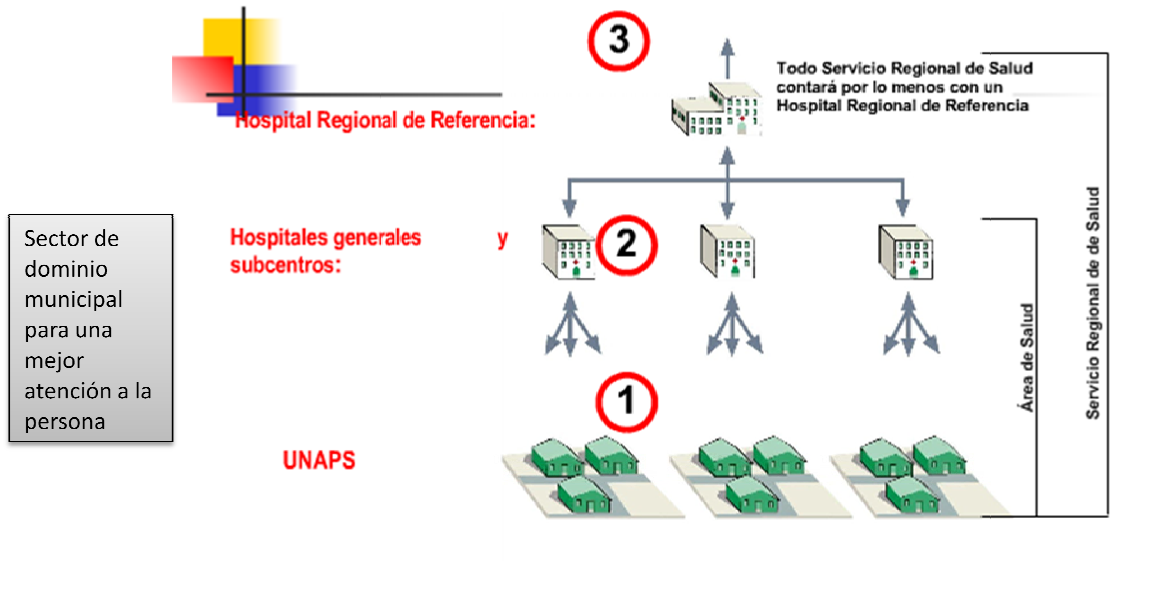 3
Todo Servicio Regional de Salud
contará por lo menos con un
Hospital Regional de Referencia
Hospital Regional de Referencia:
Sector de
dominio
municipal
para una
mejor
atención a la
persona
Hospitales generales y
subcentros:
2
1
UNAPS
Área de Salud
Servicio Regional de de Salud